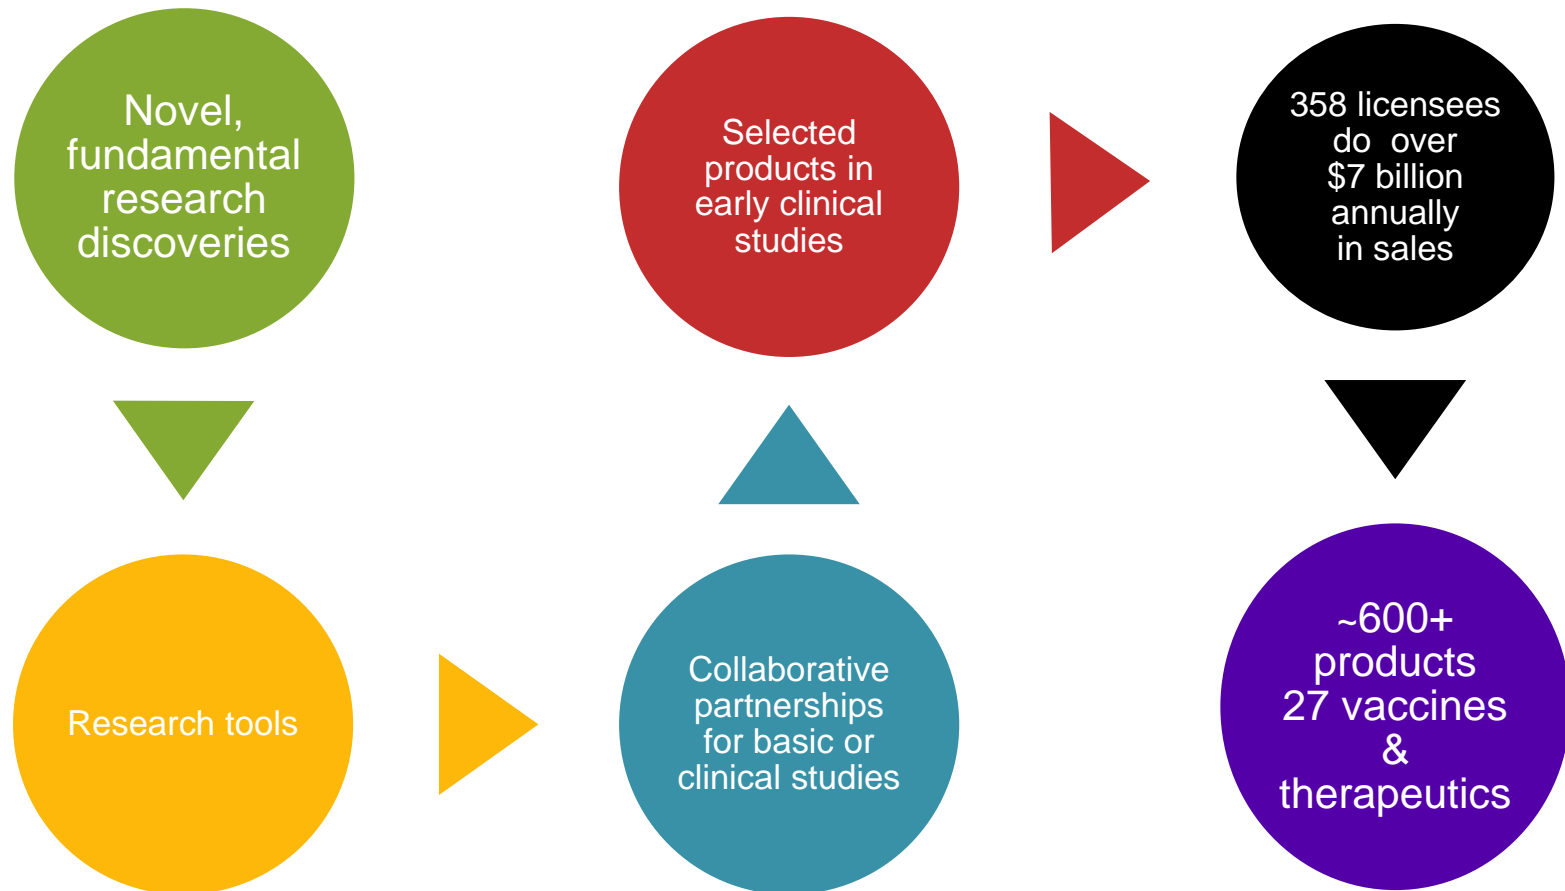 Novel,
fundamental
research
discoveries
Research tools
Collaborative
partnerships
for basic or
clinical studies
Selected
products in
early clinical
studies
358 licensees
do over
$7 billion
annually
in sales
~600+
products
27 vaccines
&
therapeutics